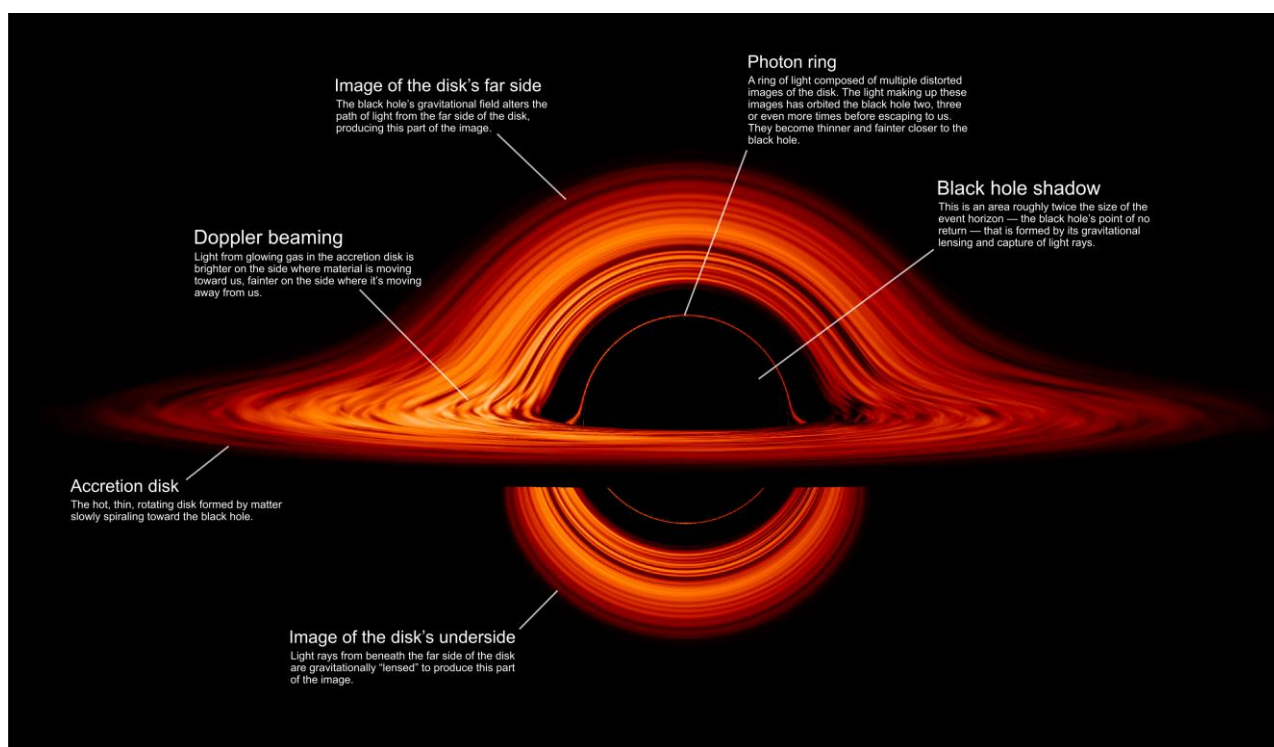 Photon ring
A ring of light composed of multiple distorted
images of the disk. The light making up these
images has orbited the black hole two, three
or even more times before escaping to us.
They become thinner and fainter closer to the
black hole.
Image of the disk’s far side
The black hole’s gravitational field alters the
path of light from the far side of the disk,
producing this part of the image.
Black hole shadow
This is an area roughly twice the size of the
event horizon — the black hole’s point of no
return — that is formed by its gravitational
lensing and capture of light rays.
Doppler beaming
Light from glowing gas in the accretion disk is
brighter on the side where material is moving
toward us, fainter on the side where it’s moving
away from us.
Accretion disk
The hot, thin, rotating disk formed by matter
slowly spiraling toward the black hole.
Image of the disk’s underside
Light rays from beneath the far side of the disk
are gravitationally “lensed” to produce this part
of the image.